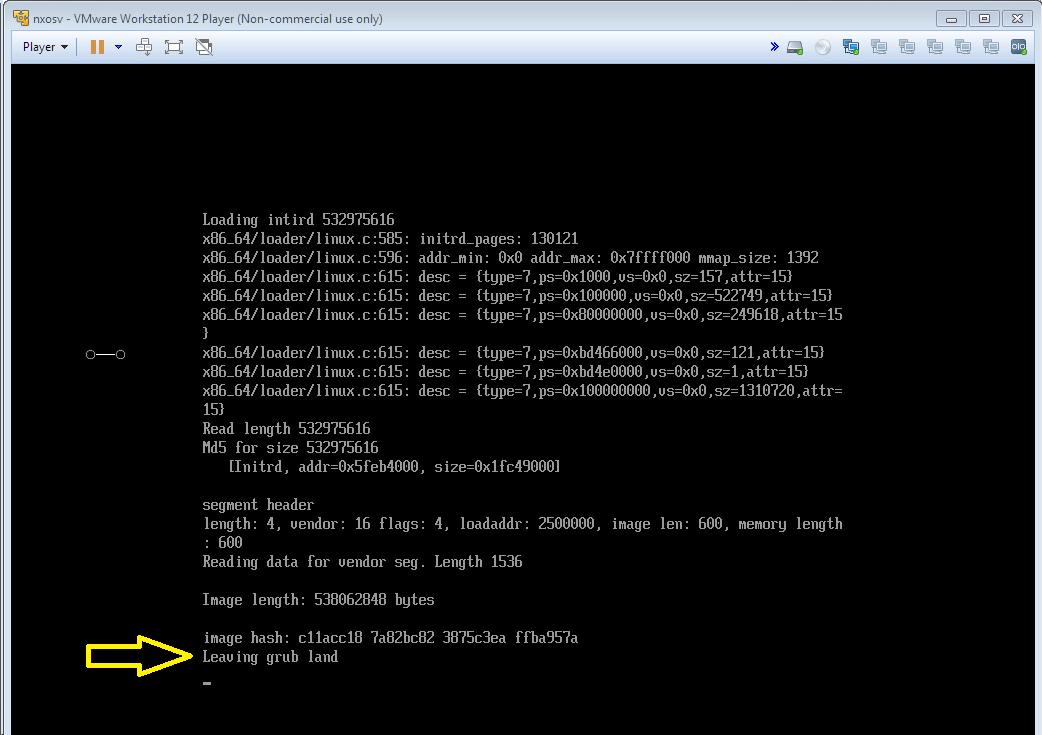 nxosv - VMware Workstation 12 Player (Non-commercial use only)
Player
Loading intird 532975616
x86_64/loader/linux.c:585: initrd_pages: 130121
x86_64/loader/linux.c:596: addr_min: 0x0 addr_max: 0x7ffff000 mmap_size: 1392
x86_64/loader/linux.c:615: desc = {type=7,ps=0x1000,vs=0x0,sz=157,attr=15}
x86_64/loader/linux.c:615: desc = {type=7,ps=0x100000,vs=0x0,sz=522749,attr=15}
x86_64/loader/linux.c:615: desc = {type=7,ps=0x80000000,vs=0x0,sz=249618,attr=15
}
x86_64/loader/linux.c:615: desc = {type=7,ps=0xbd466000,vs=0x0,sz=121,attr=15}
x86_64/loader/linux.c:615: desc = {type=7,ps=0xbd4e0000,vs=0x0,sz=1,attr=15}
x86_64/loader/linux.c:615: desc = {type=7,ps=0x100000000,vs=0x0,sz=1310720,attr=
15}
Read length 532975616
Md5 for size 532975616
[Initrd, addr=0x5feb4000, size=0x1fc49000]
segment header
length: 4, vendor: 16 flags: 4, loadaddr: 2500000, image len: 600, memory length
: 600
Reading data for vendor seg. Length 1536
Image length: 538062848 bytes
image hash: c11acc18 7a82bc82 3875c3ea ffba957a
Leaving grub land